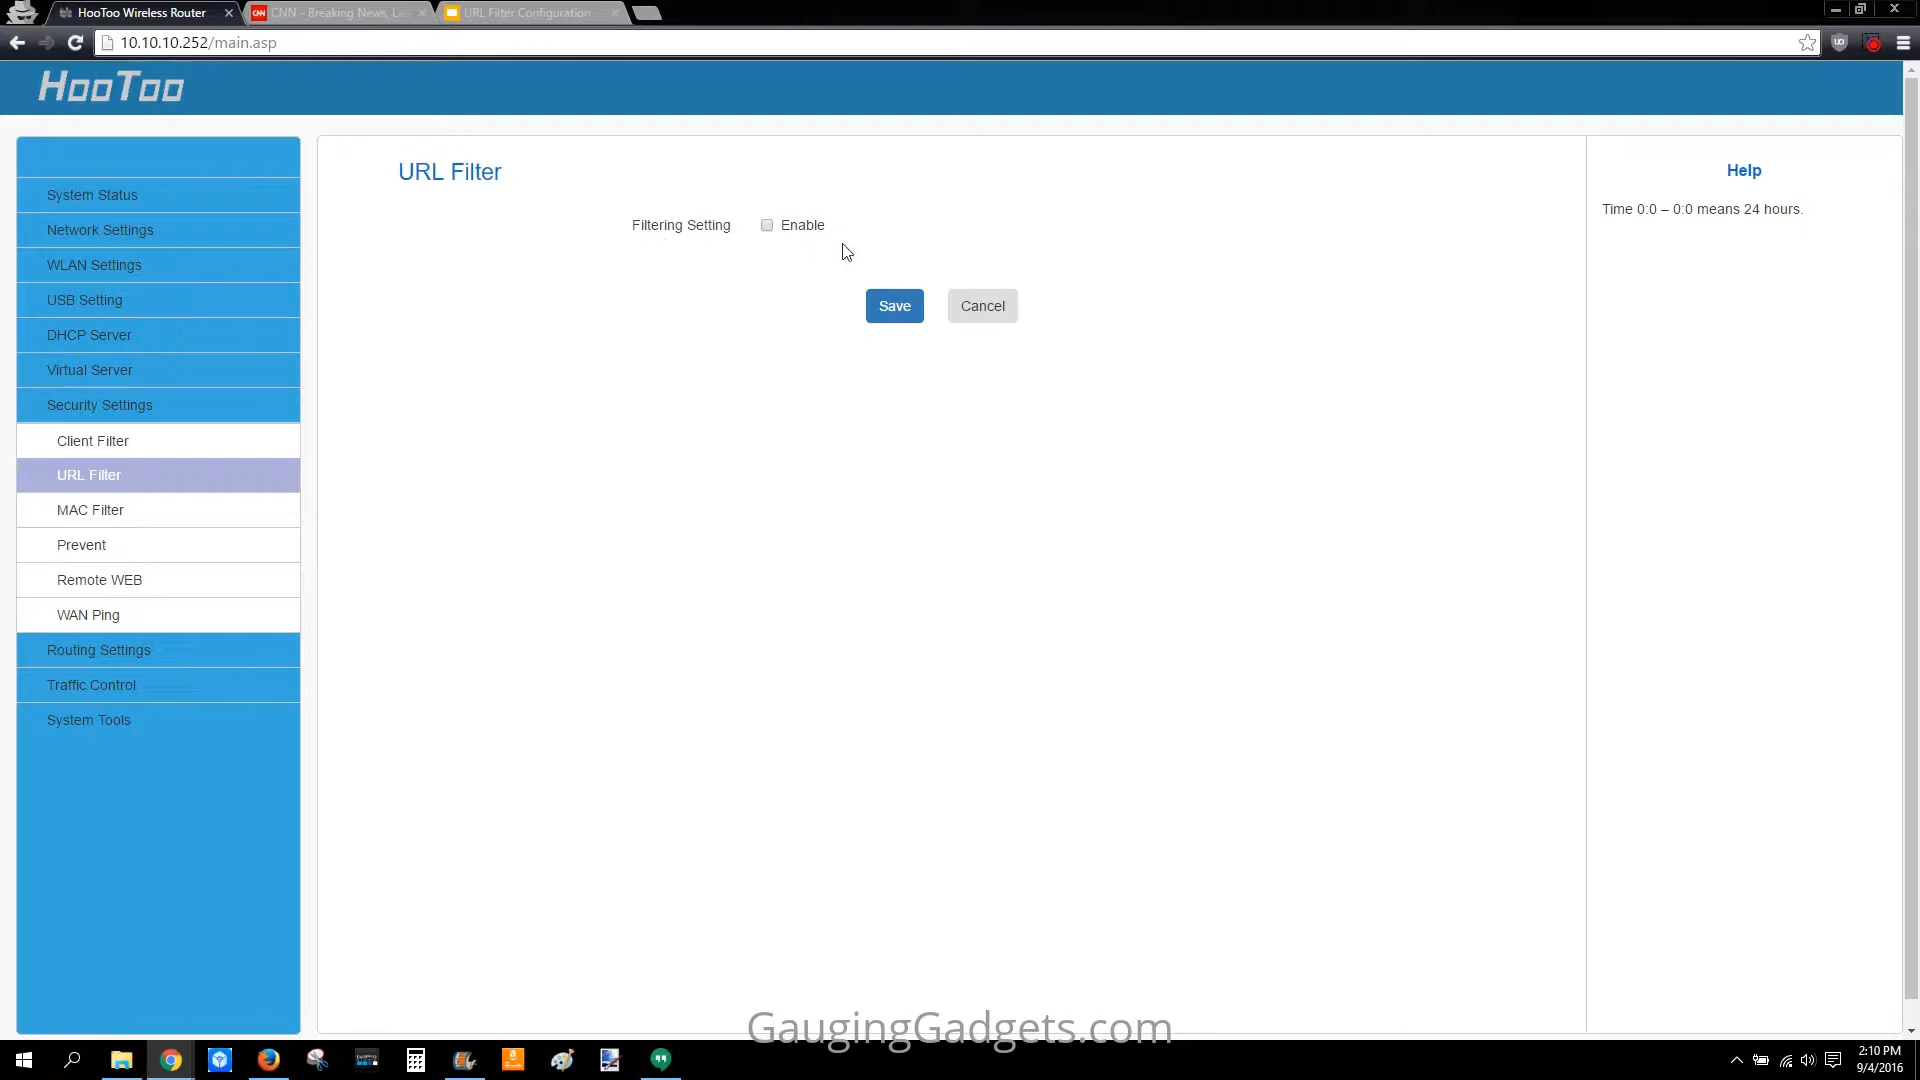 HooToo Wireless Router
CNN - Breaking News, La
URL Filter Configuration
10.10.10.252/main.asp
HooToo
System Status
Network Settings
WLAN Settings
USB Setting
DHCP Server
Virtual Server
Security Settings
Client Filter
URL Filter
MAC Filter
Prevent
Remote WEB
WAN Ping
Routing Settings
Traffic Control
System Tools
URL Filter
Filtering Setting
Enable
Save
Cancel
Help
Time 0:0 – 0:0 means 24 hours.
GaugingGadgets.com
2:10 PM
9/4/2016